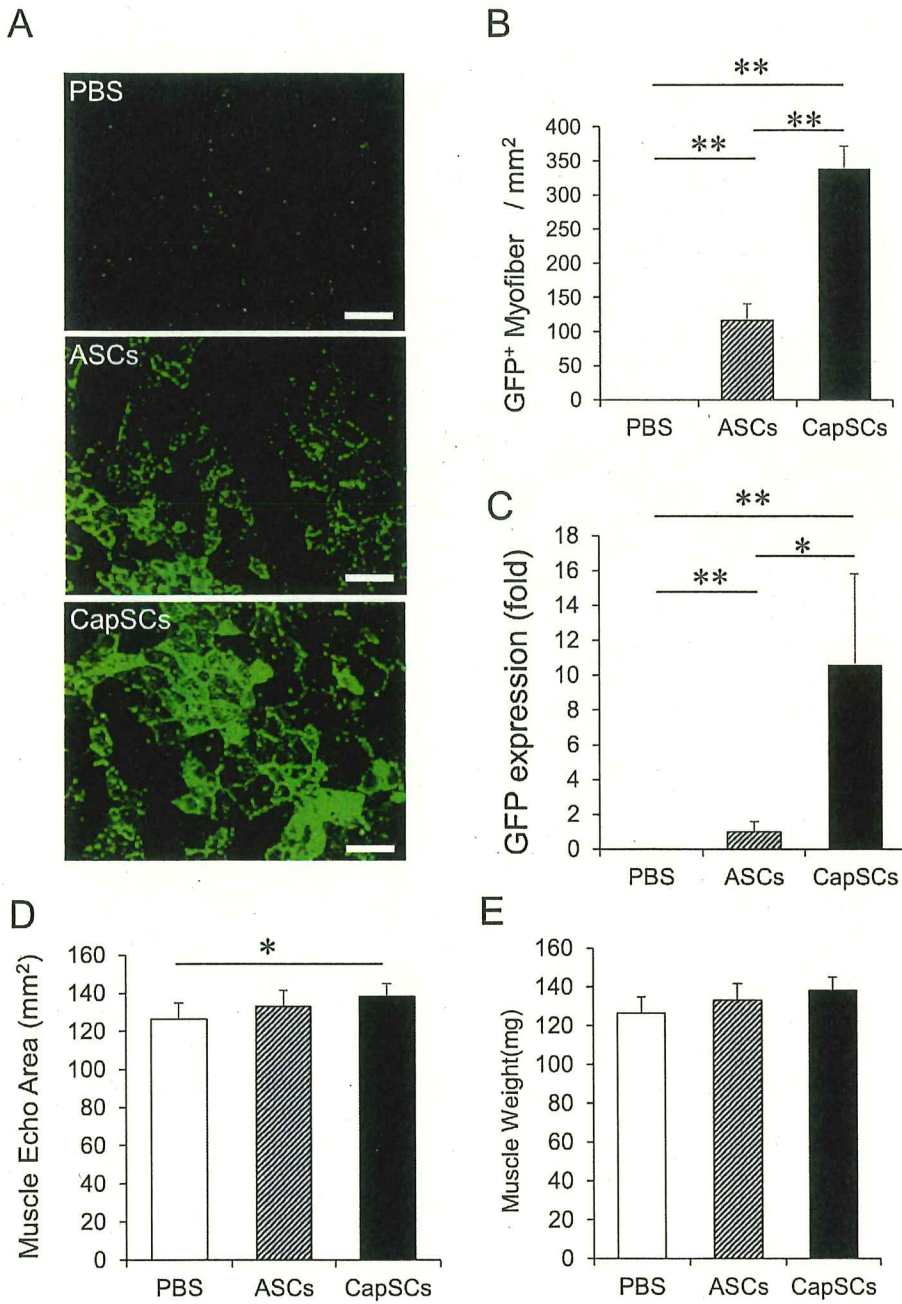 A
PBS
ASCs
CapSCs
B
**
**
**
GFP⁺ Myofiber / mm²
400
350
300
250
200
150
100
50
0
PBS ASCs CapSCs
C
**
*
**
GFP expression (fold)
18
16
14
12
10
8
6
4
2
0
PBS ASCs CapSCs
D
*
Muscle Echo Area (mm²)
160
140
120
100
80
60
40
20
0
PBS ASCs CapSCs
E
Muscle Weight(mg)
160
140
120
100
80
60
40
20
0
PBS ASCs CapSCs